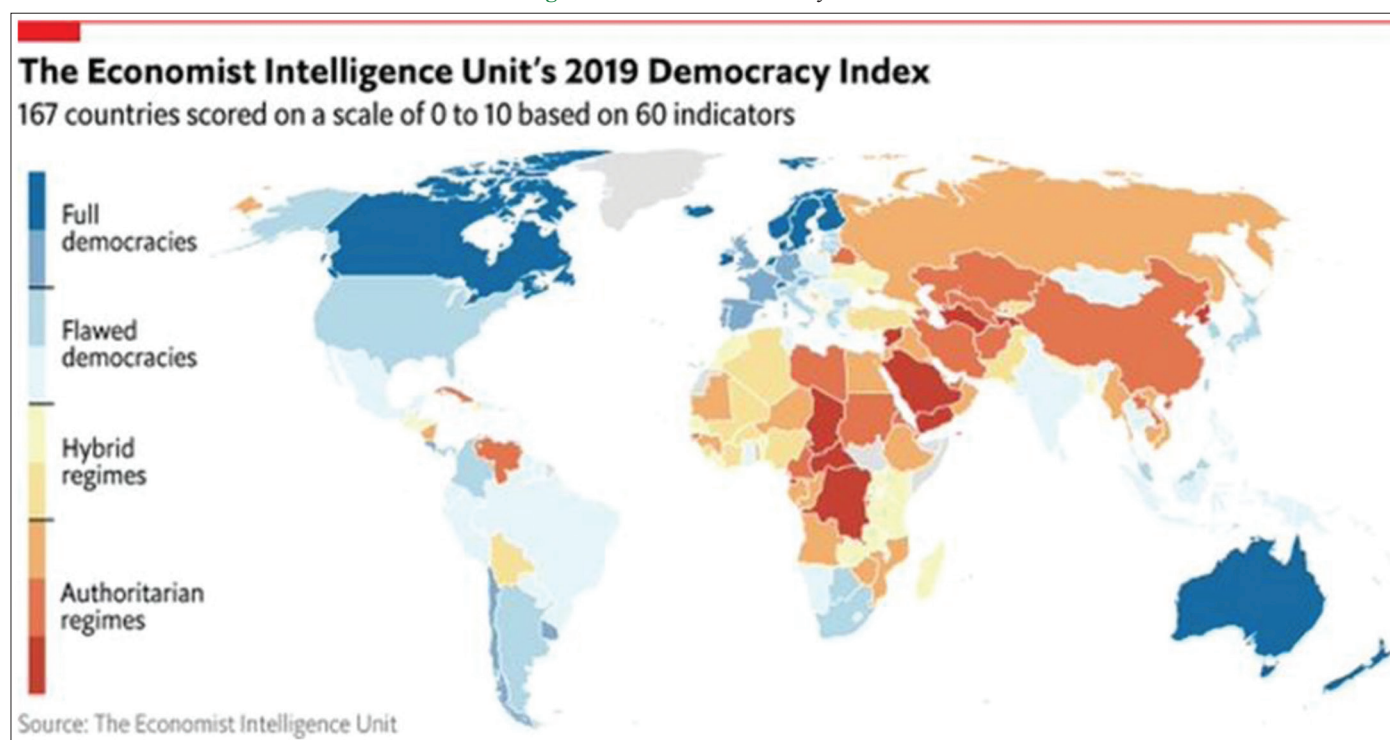 The Economist Intelligence Unit's 2019 Democracy Index
167 countries scored on a scale of 0 to 10 based on 60 indicators
Full
democracies
Flawed
democracies
Hybrid
regimes
Authoritarian
regimes
Source: The Economist Intelligence Unit